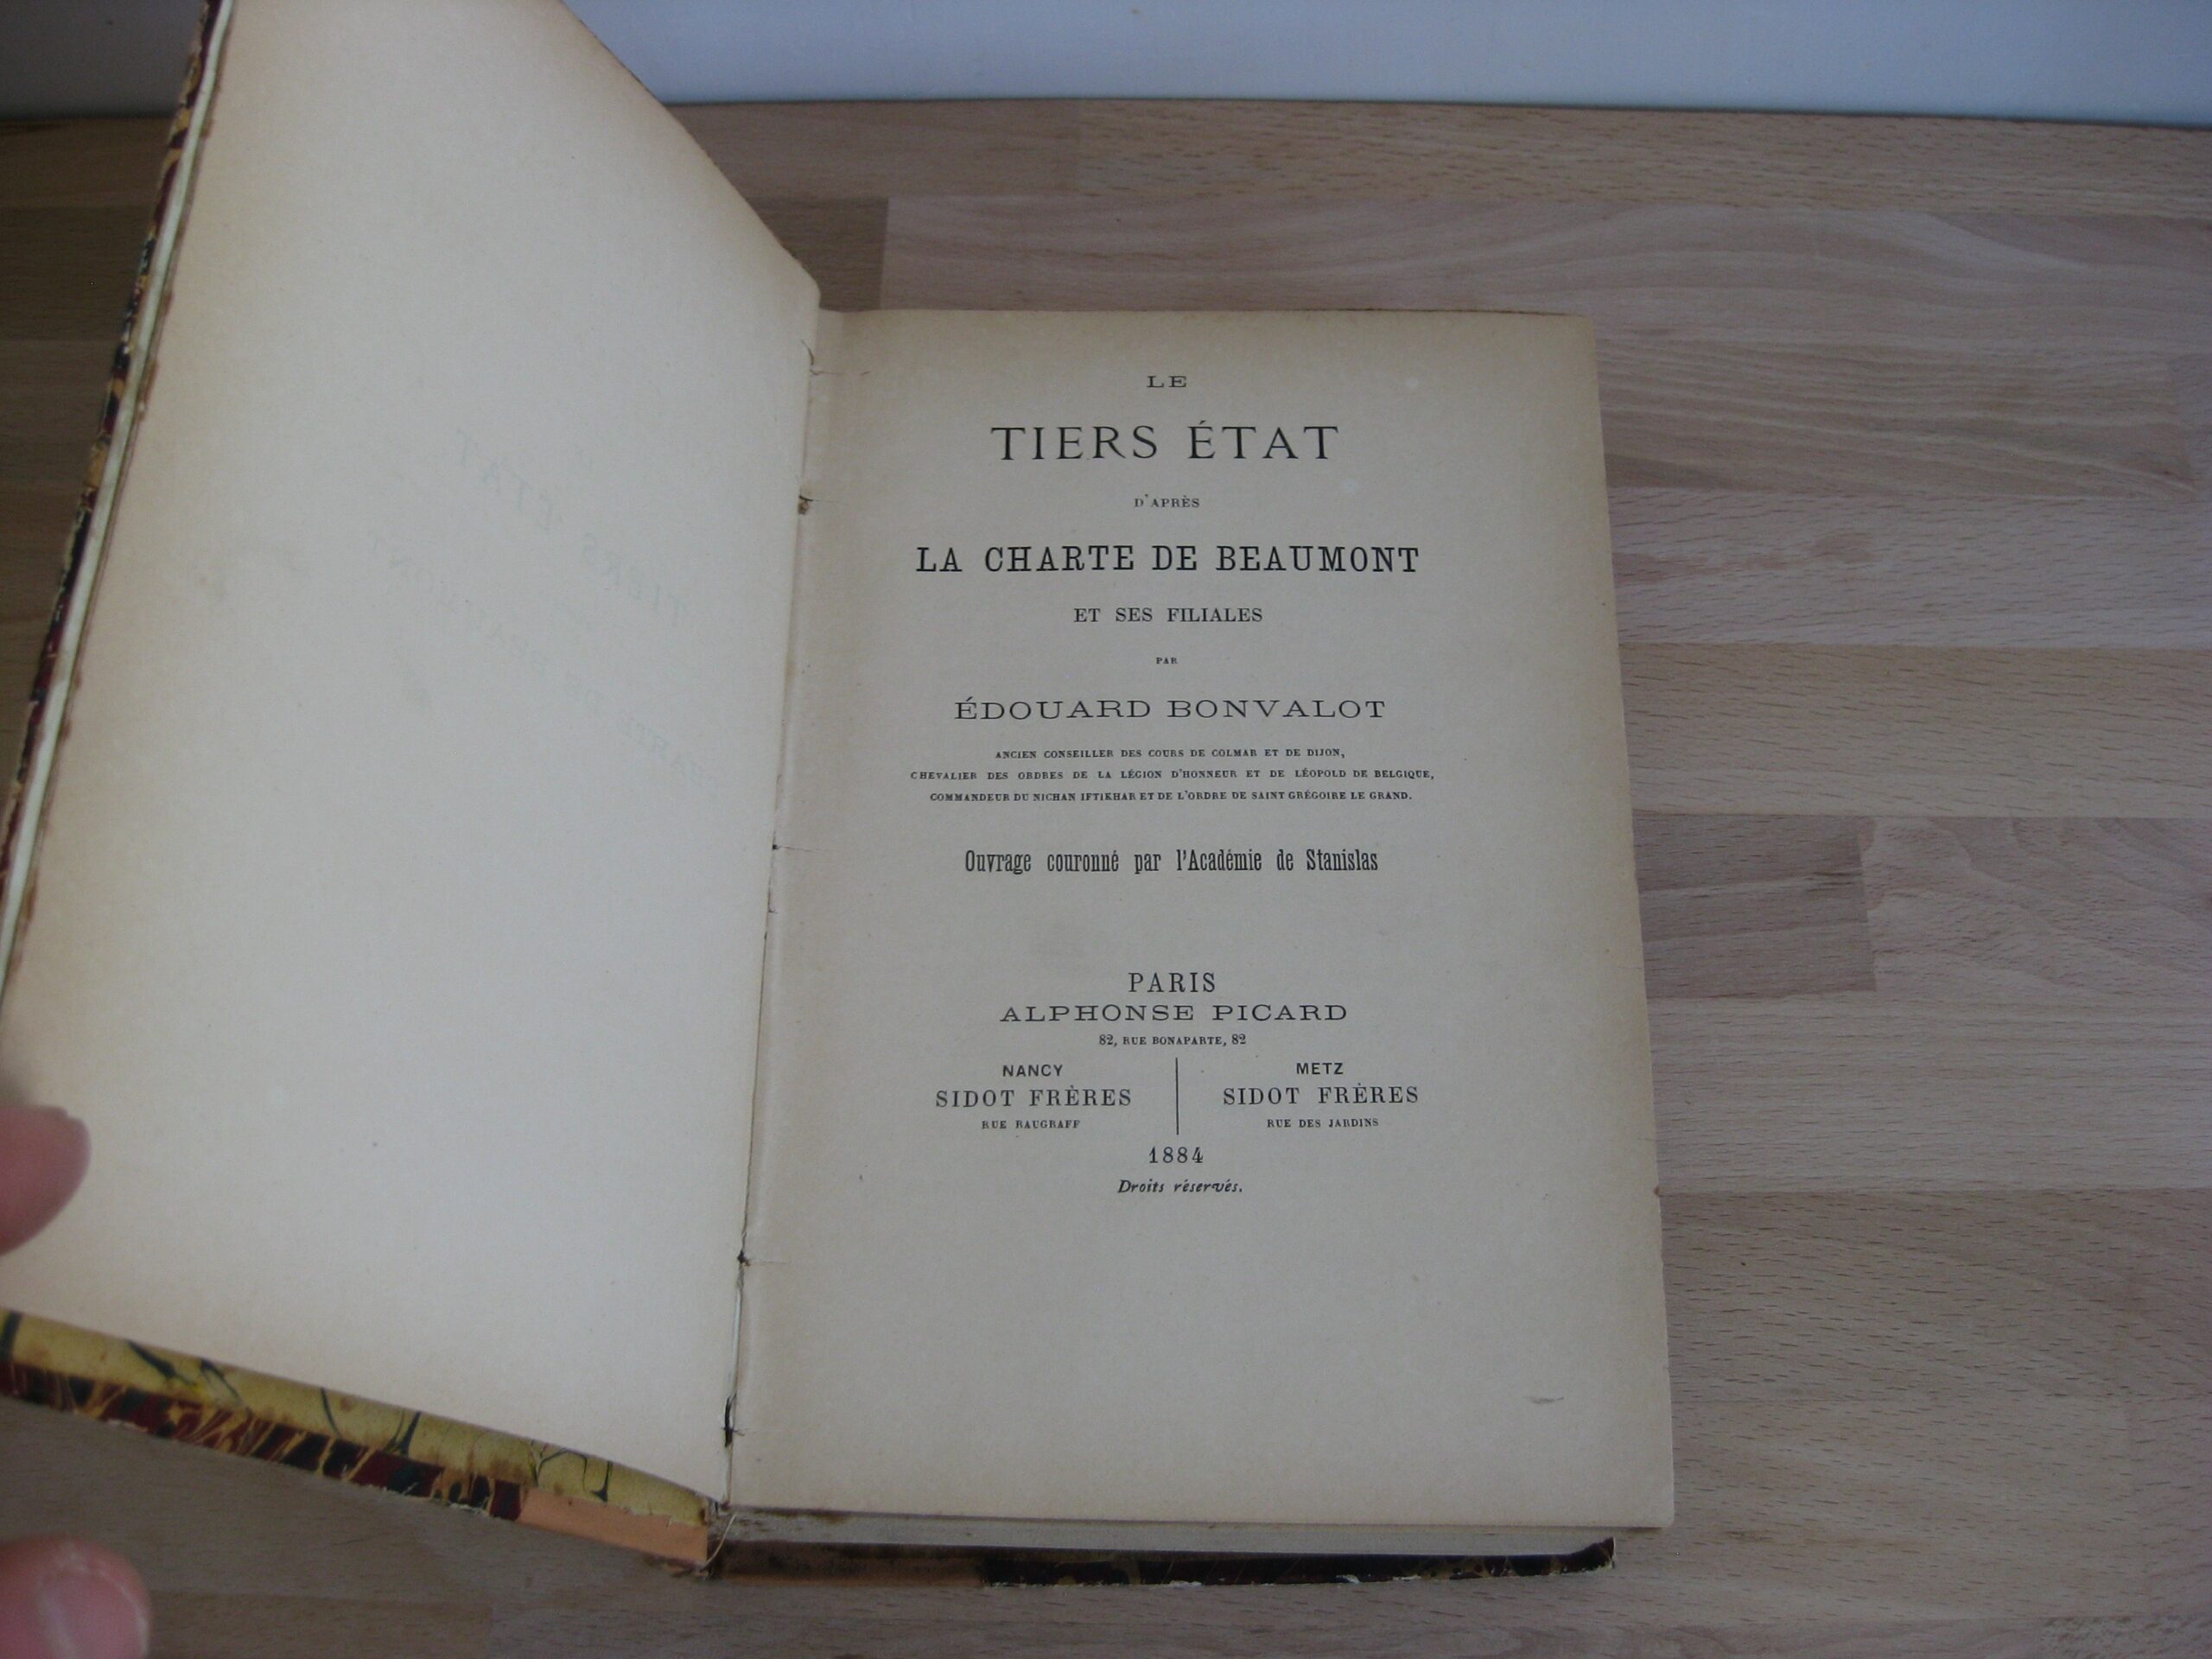 LE
TIERS ÉTAT
D'APRÈS
LA CHARTE DE BEAUMONT
ET SES FILIALES
PAR
ÉDOUARD BONVALOT
ANCIEN CONSEILLER DES COURS DE COLMAR ET DE DIJON,
CHEVALIER DES ORDRES DE LA LÉGION D'HONNEUR ET DE LÉOPOLD DE BELGIQUE,
COMMANDEUR DU NICHAN IFTIKHAR ET DE L'ORDRE DE SAINT GRÉGOIRE LE GRAND.
Ouvrage couronné par l'Académie de Stanislas
PARIS
ALPHONSE PICARD
82, RUE BONAPARTE, 82
NANCY
SIDOT FRÈRES
RUE RAUGRAFF
METZ
SIDOT FRÈRES
RUE DES JARDINS
1884
Droits réservés.